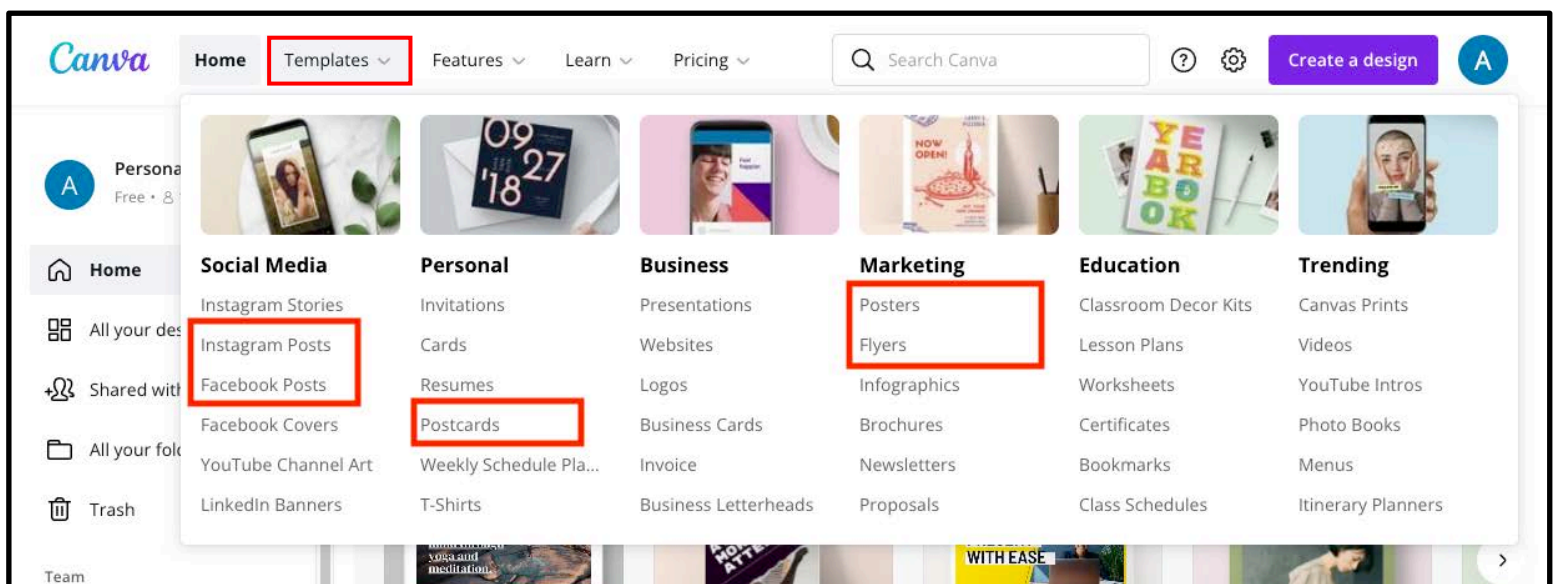 Canva
Home
Templates
Features
Learn
Pricing
Search Canva
?
Create a design
A
A
Persona
Free • 8
Home
All your des
Shared with
All your fold
Trash
Team
09
27
'18
Feel
happier.
NOW
OPEN!
YE
AR
BO
OK
Social Media
Instagram Stories
Instagram Posts
Facebook Posts
Facebook Covers
YouTube Channel Art
LinkedIn Banners
Personal
Invitations
Cards
Resumes
Postcards
Weekly Schedule Pla...
T-Shirts
Business
Presentations
Websites
Logos
Business Cards
Invoice
Business Letterheads
Marketing
Posters
Flyers
Infographics
Brochures
Newsletters
Proposals
Education
Classroom Decor Kits
Lesson Plans
Worksheets
Certificates
Bookmarks
Class Schedules
Trending
Canvas Prints
Videos
YouTube Intros
Photo Books
Menus
Itinerary Planners
yoga and
meditation.
WITH EASE